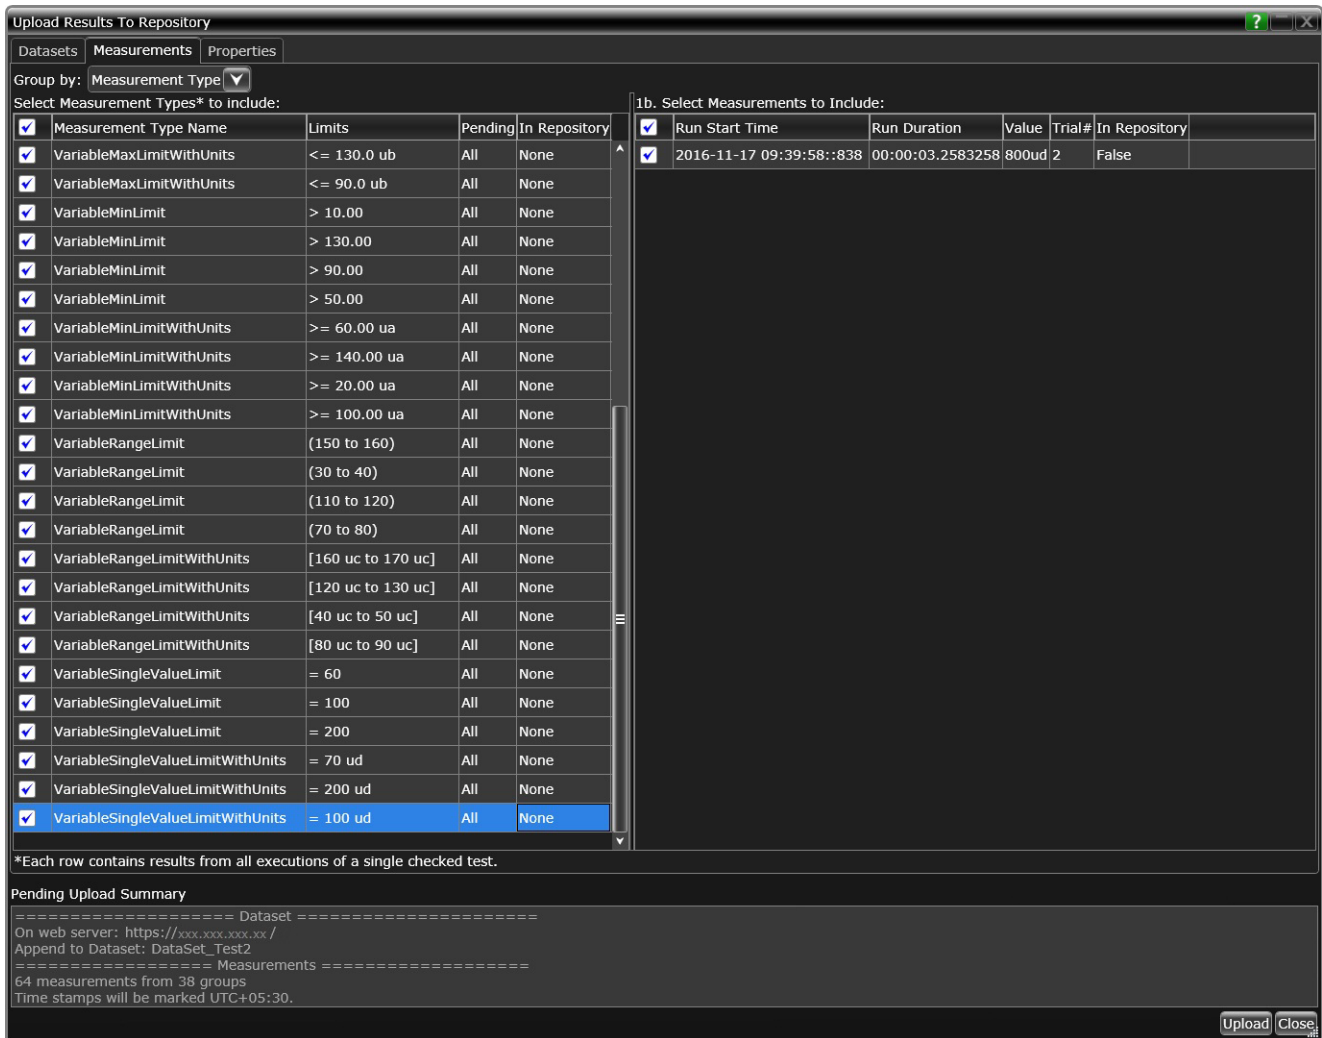 Upload Results To Repository
?
X
Datasets Measurements Properties
Group by: Measurement Type
Select Measurement Types* to include:
Measurement Type Name Limits Pending In Repository
VariableMaxLimitWithUnits <= 130.0 ub All None
VariableMaxLimitWithUnits <= 90.0 ub All None
VariableMinLimit > 10.00 All None
VariableMinLimit > 130.00 All None
VariableMinLimit > 90.00 All None
VariableMinLimit > 50.00 All None
VariableMinLimitWithUnits >= 60.00 ua All None
VariableMinLimitWithUnits >= 140.00 ua All None
VariableMinLimitWithUnits >= 20.00 ua All None
VariableMinLimitWithUnits >= 100.00 ua All None
VariableRangeLimit (150 to 160) All None
VariableRangeLimit (30 to 40) All None
VariableRangeLimit (110 to 120) All None
VariableRangeLimit (70 to 80) All None
VariableRangeLimitWithUnits [160 uc to 170 uc] All None
VariableRangeLimitWithUnits [120 uc to 130 uc] All None
VariableRangeLimitWithUnits [40 uc to 50 uc] All None
VariableRangeLimitWithUnits [80 uc to 90 uc] All None
VariableSingleValueLimit = 60 All None
VariableSingleValueLimit = 100 All None
VariableSingleValueLimit = 200 All None
VariableSingleValueLimitWithUnits = 70 ud All None
VariableSingleValueLimitWithUnits = 200 ud All None
VariableSingleValueLimitWithUnits = 100 ud All None
*Each row contains results from all executions of a single checked test.
1b. Select Measurements to Include:
Run Start Time Run Duration Value Trial# In Repository
2016-11-17 09:39:58::838 00:00:03.2583258 800ud 2 False
Pending Upload Summary
==================== Dataset ======================
On web server: https://xxx.xxx.xxx.xx/
Append to Dataset: DataSet_Test2
================== Measurements ===================
64 measurements from 38 groups
Time stamps will be marked UTC+05:30.
Upload Close